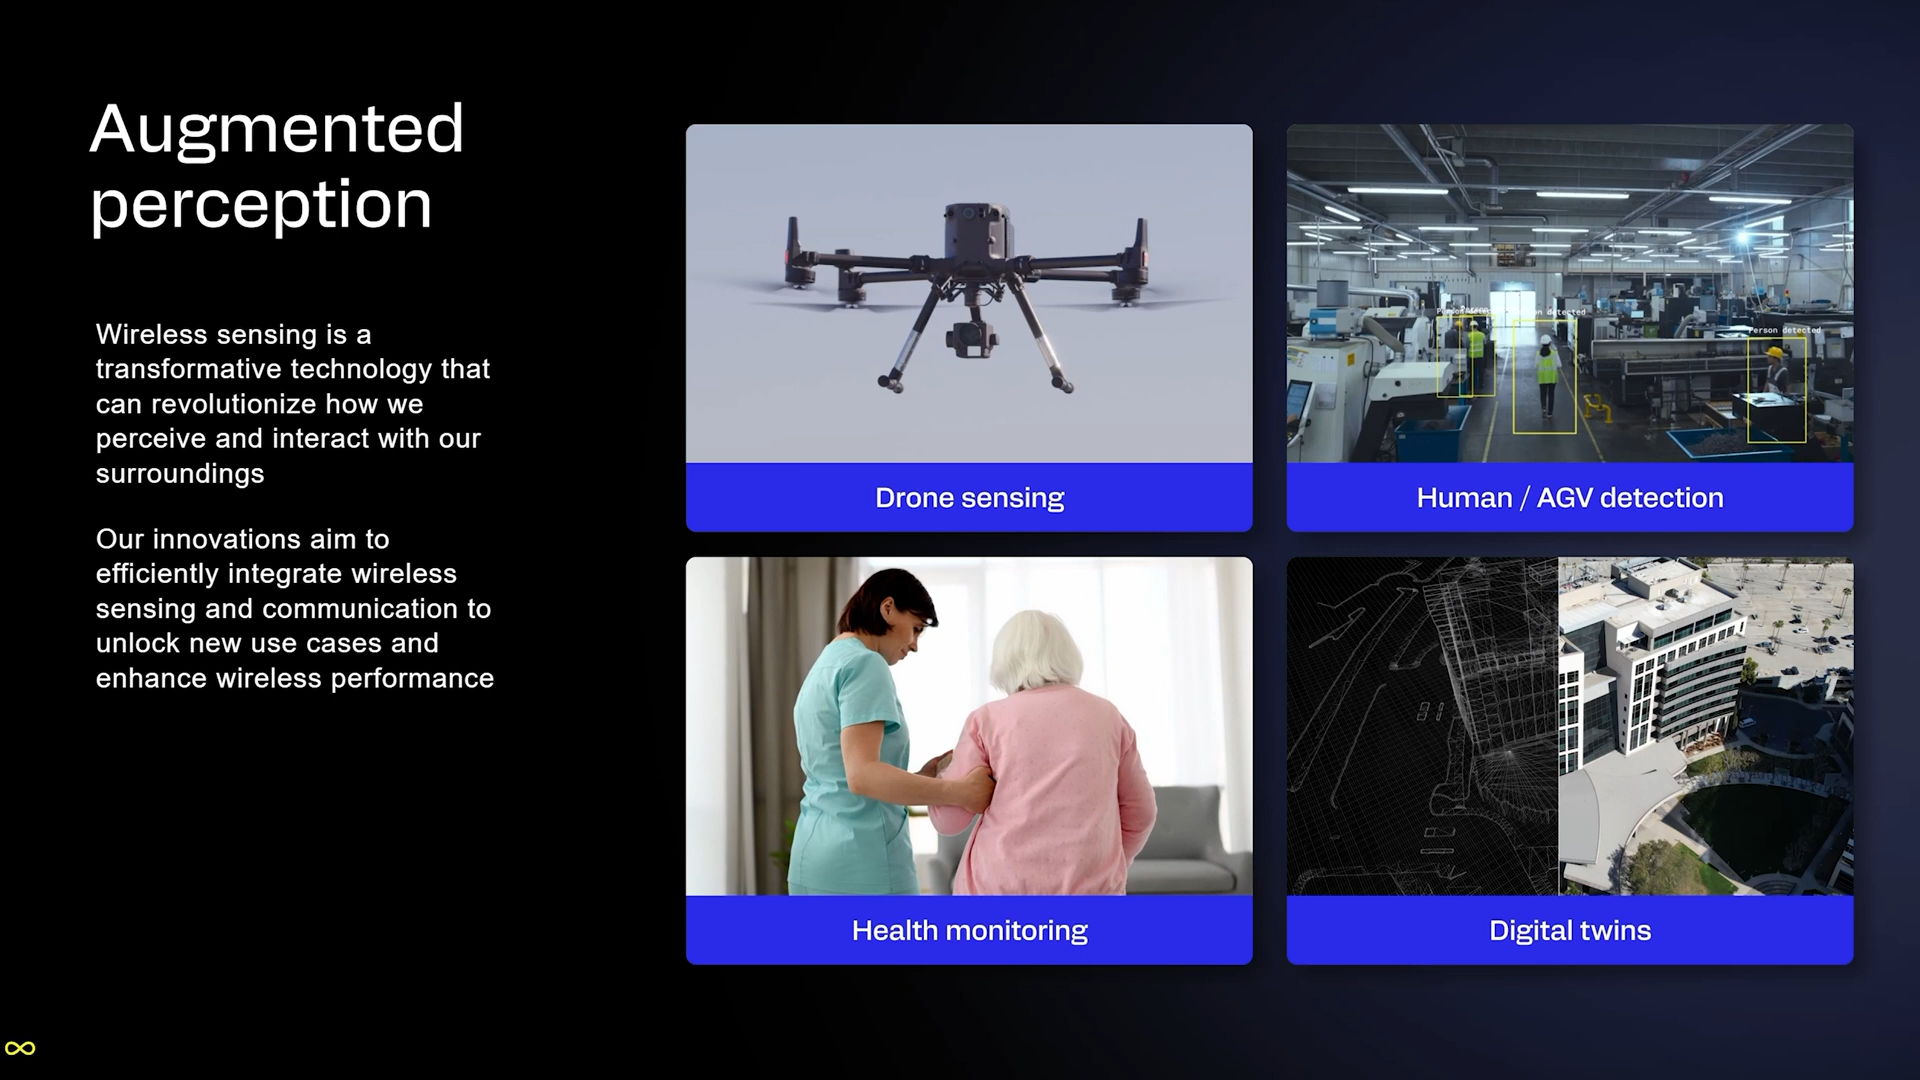 Augmented
perception
Wireless sensing is a
transformative technology that
can revolutionize how we
perceive and interact with our
surroundings
Our innovations aim to
efficiently integrate wireless
sensing and communication to
unlock new use cases and
enhance wireless performance
Drone sensing
Person detected
Human / AGV detection
Health monitoring
Digital twins